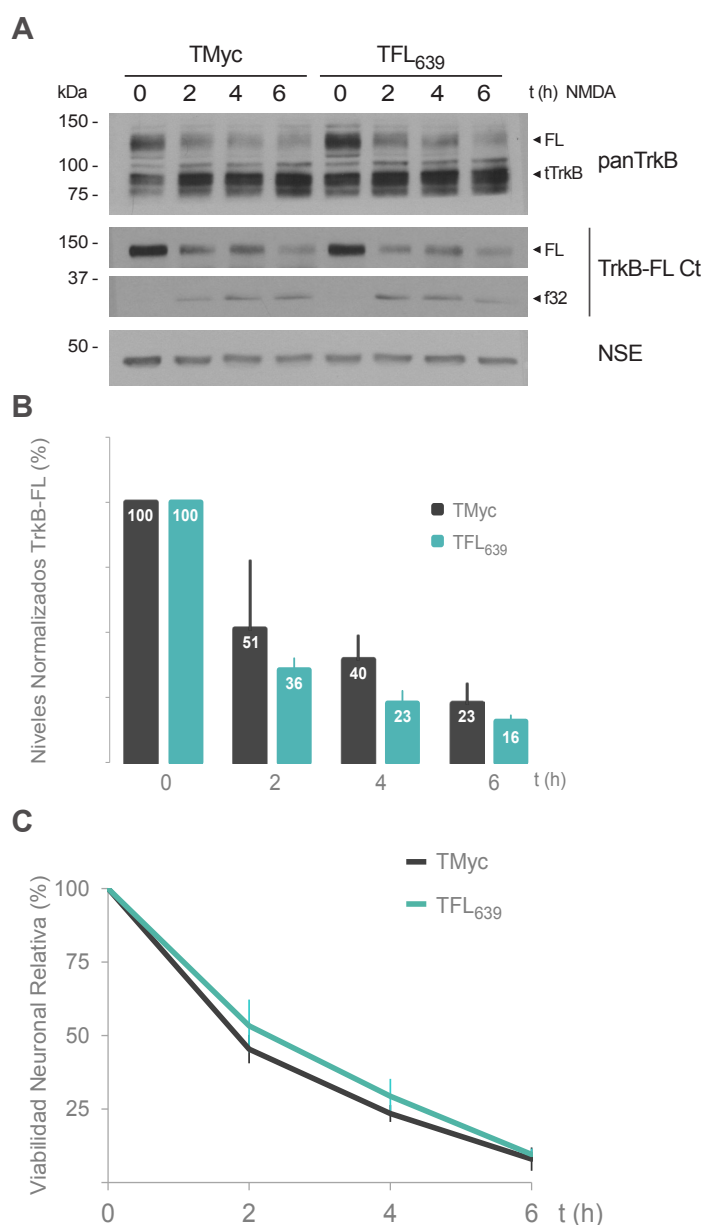 A
TMyc TFL639
kDa 0 2 4 6 0 2 4 6 t (h) NMDA
150 -
FL
panTrkB
100 -
tTrkB
75 -
150 -
FL
TrkB-FL Ct
37 -
f32
50 -
NSE
B
Niveles Normalizados TrkB-FL (%)
TMyc
TFL639
100 100 51 36 40 23 23 16
0 2 4 6 t (h)
C
Viabilidad Neuronal Relativa (%)
TMyc
TFL639
100
75
50
25
0 2 4 6 t (h)